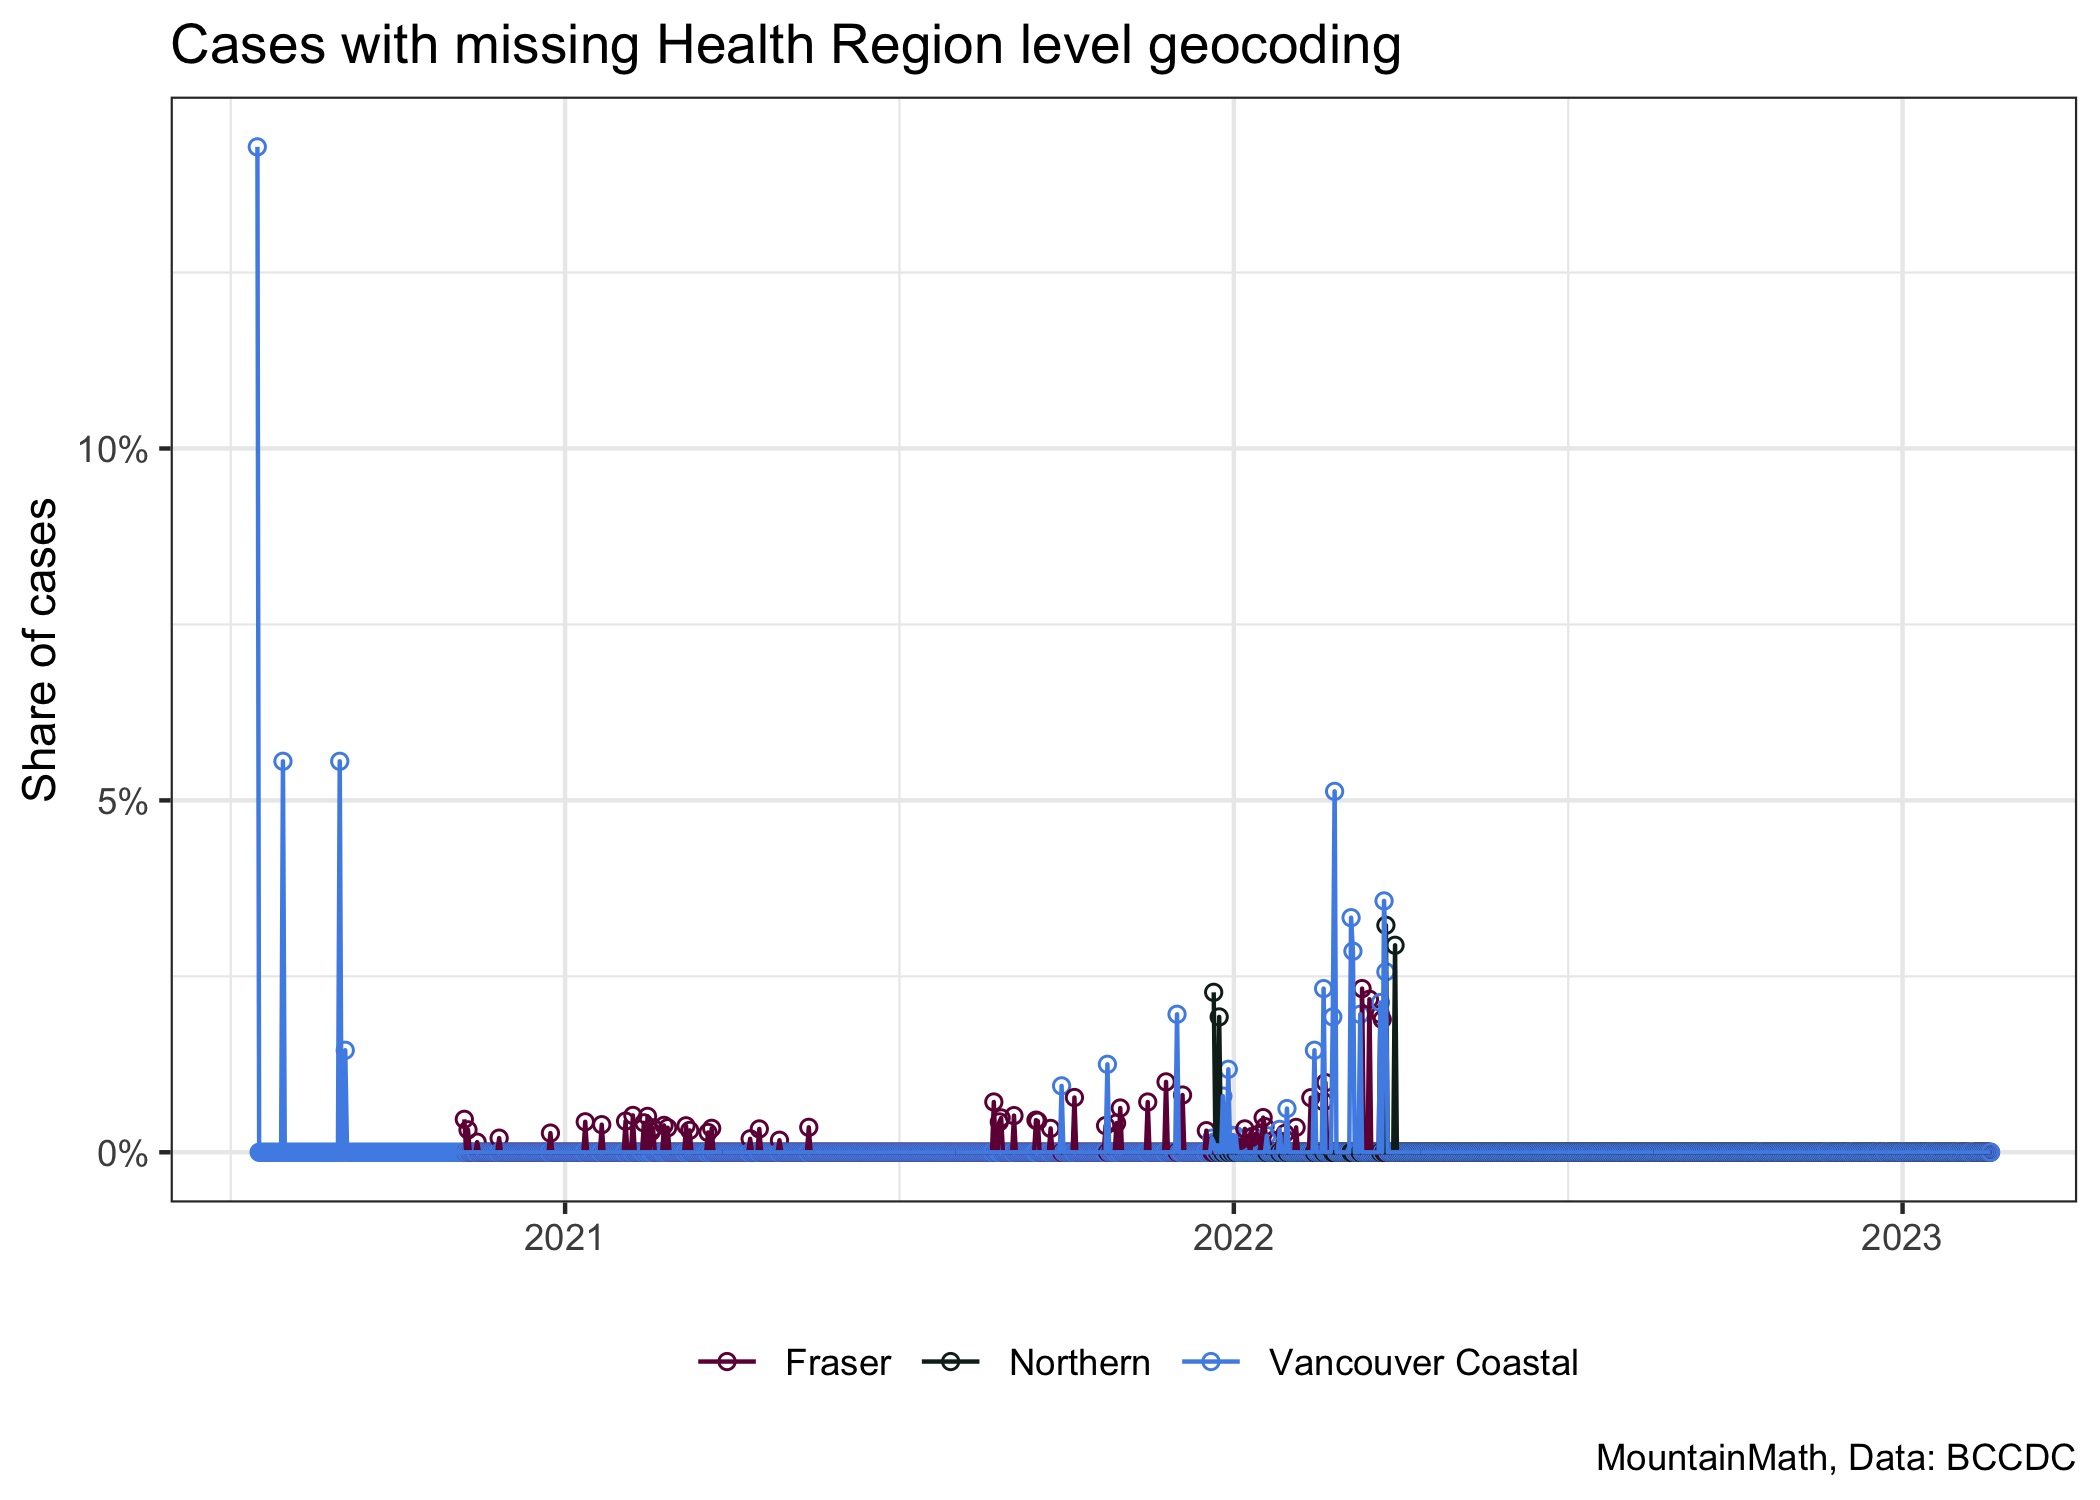 Cases with missing Health Region level geocoding
Share of cases
10%
5%
0%
2021
2022
2023
Fraser
Northern
Vancouver Coastal
MountainMath, Data: BCCDC